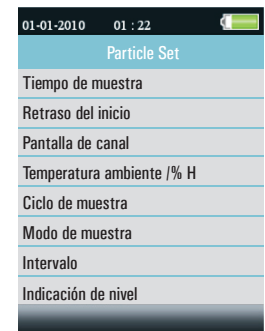 01-01-2010 01 : 22
Particle Set
Tiempo de muestra
Retraso del inicio
Pantalla de canal
Temperatura ambiente /% H
Ciclo de muestra
Modo de muestra
Intervalo
Indicación de nivel